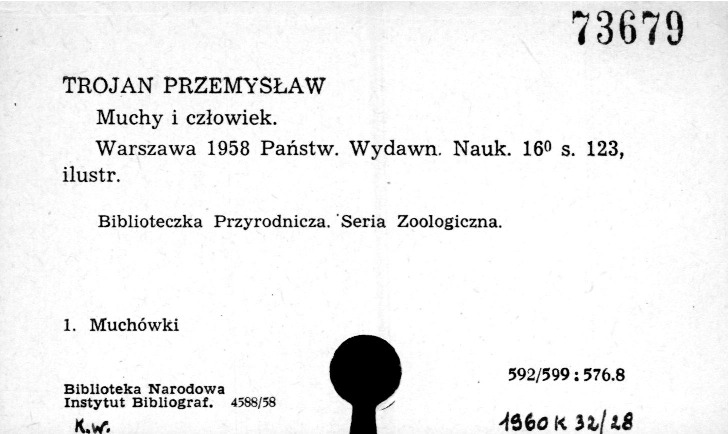 73679
TROJAN PRZEMYSŁAW
Muchy i człowiek.
Warszawa 1958 Państw. Wydawn. Nauk. 16⁰ s. 123,
ilustr.
Biblioteczka Przyrodnicza. Seria Zoologiczna.
1. Muchówki
592/599 : 576.8
Biblioteka Narodowa
Instytut Bibliograf. 4588/58
K.w.
1960 K 32/28